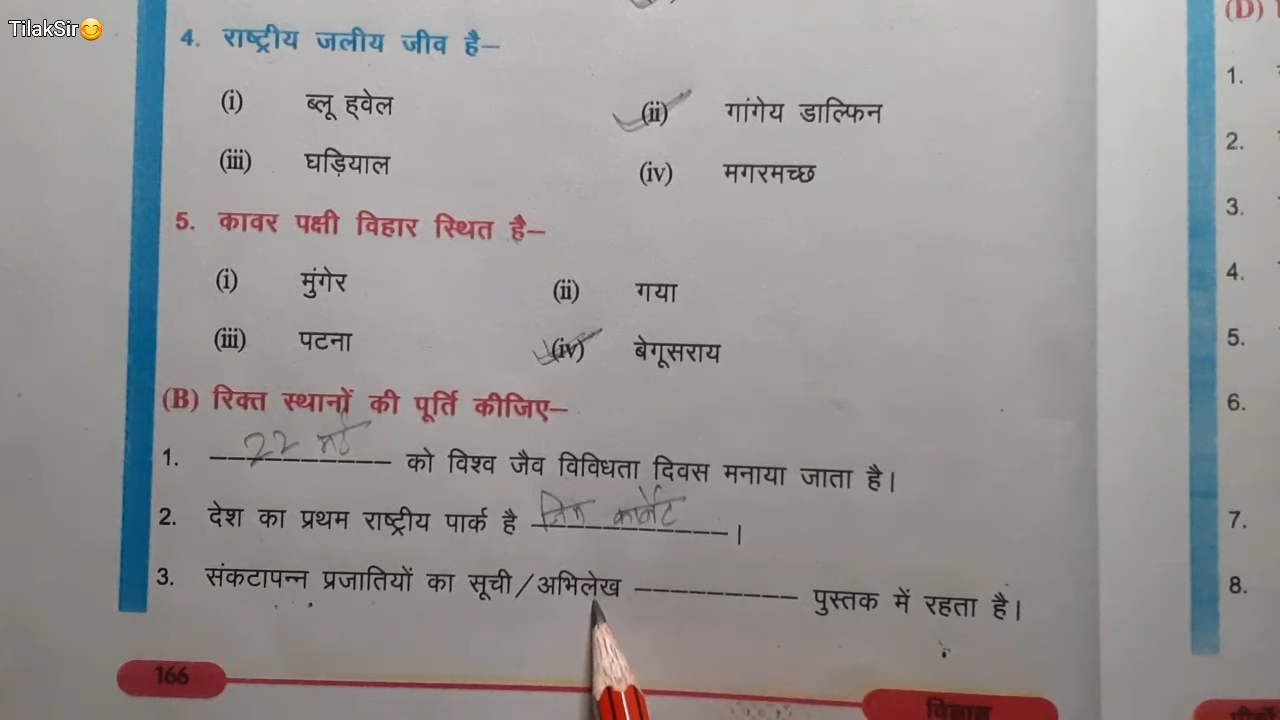 TilakSir😊
(D)
4. राष्ट्रीय जलीय जीव है–
(i) ब्लू ह्वेल (ii) गांगेय डाल्फिन
(iii) घड़ियाल (iv) मगरमच्छ
5. कावर पक्षी विहार स्थित है–
(i) मुंगेर (ii) गया
(iii) पटना (iv) बेगूसराय
(B) रिक्त स्थानों की पूर्ति कीजिए–
1. 22 मई को विश्व जैव विविधता दिवस मनाया जाता है।
2. देश का प्रथम राष्ट्रीय पार्क है जिम कार्बेट ।
3. संकटापन्न प्रजातियों का सूची/अभिलेख ---------- पुस्तक में रहता है।
166
विज्ञान
1.
2.
3.
4.
5.
6.
7.
8.